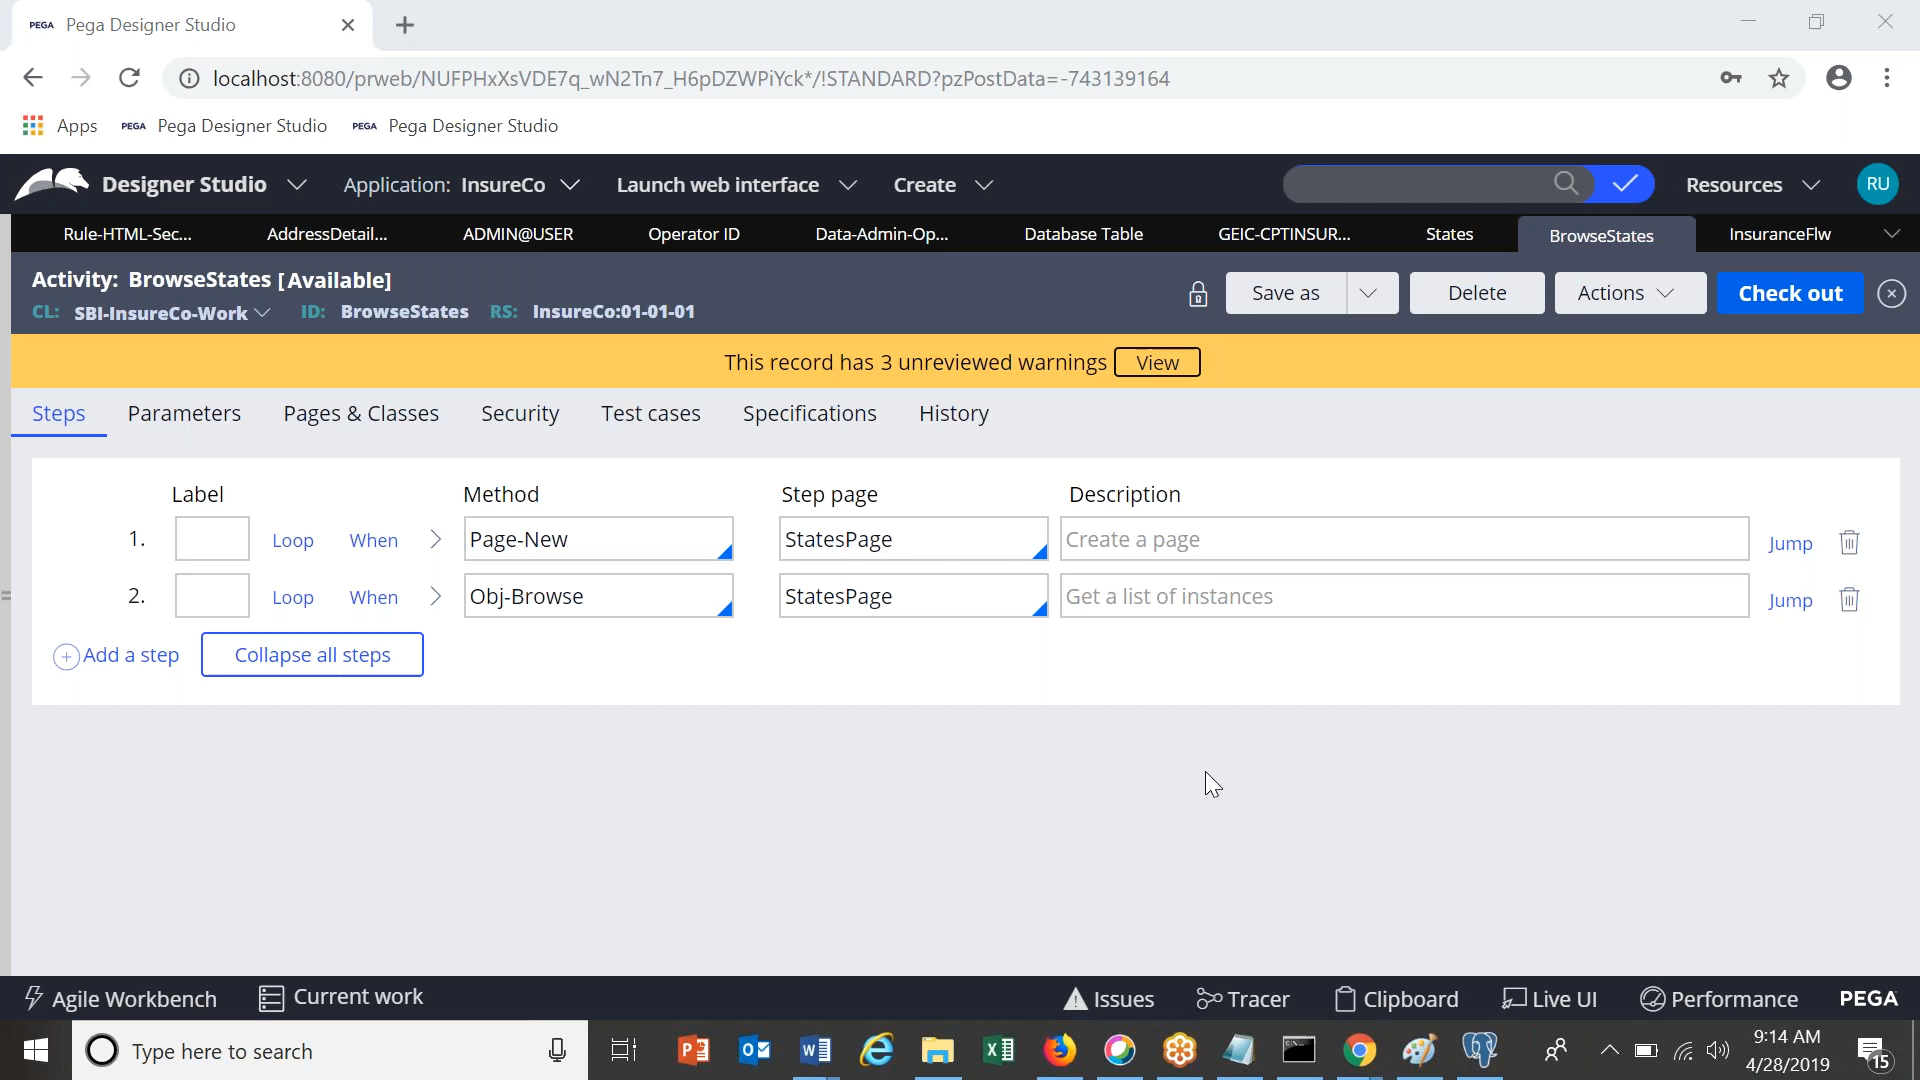 PEGA Pega Designer Studio
localhost:8080/prweb/NUFPHxXsVDE7q_wN2Tn7_H6pDZWPiYck*/!STANDARD?pzPostData=-743139164
Apps PEGA Pega Designer Studio PEGA Pega Designer Studio
Designer Studio Application: InsureCo Launch web interface Create Resources RU
Rule-HTML-Sec... AddressDetail... ADMIN@USER Operator ID Data-Admin-Op... Database Table GEIC-CPTINSUR... States BrowseStates InsuranceFlw
Activity: BrowseStates [Available]
CL: SBI-InsureCo-Work ID: BrowseStates RS: InsureCo:01-01-01
Save as Delete Actions Check out
This record has 3 unreviewed warnings View
Steps Parameters Pages & Classes Security Test cases Specifications History
Label Method Step page Description
1. Loop When Page-New StatesPage Create a page Jump
2. Loop When Obj-Browse StatesPage Get a list of instances Jump
Add a step Collapse all steps
Agile Workbench Current work Issues Tracer Clipboard Live UI Performance PEGA
Type here to search
9:14 AM
4/28/2019
15